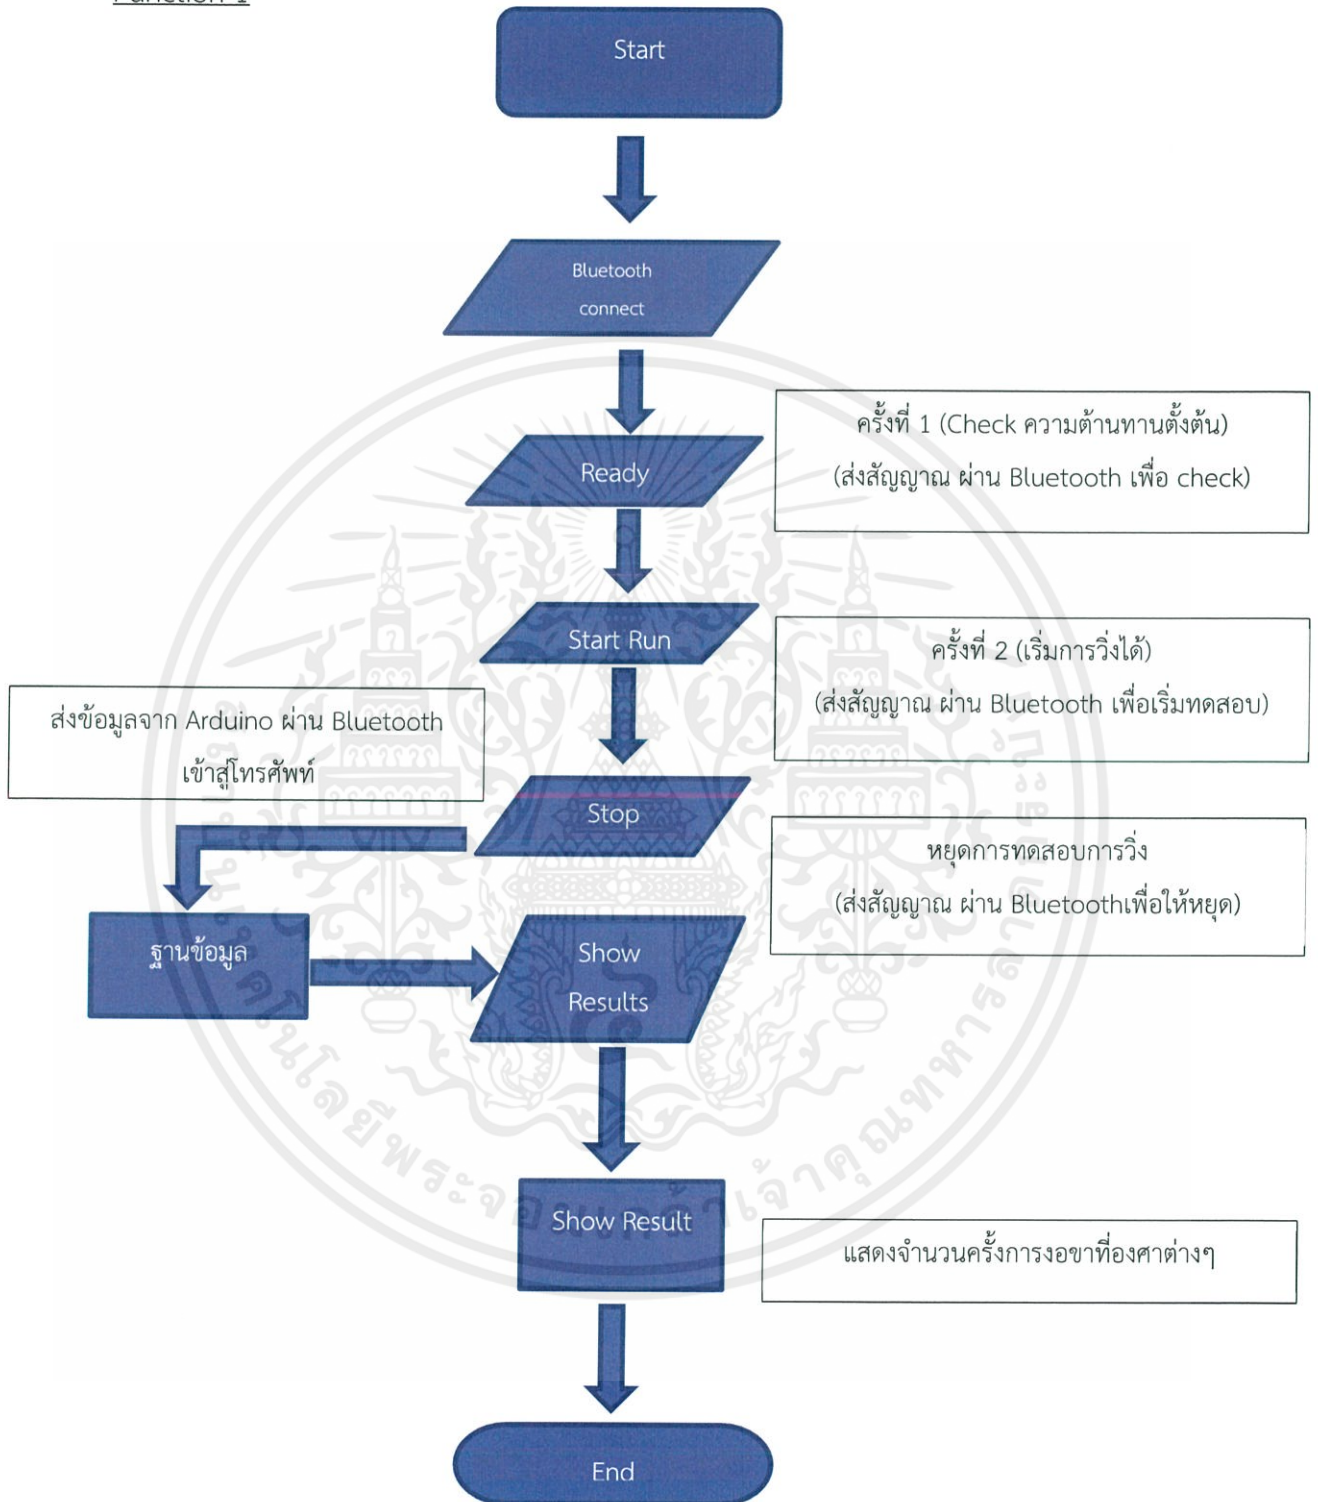 Function 1
Start
Bluetooth
connect
Ready
ครั้งที่ 1 (Check ความต้านทานตั้งต้น)
(ส่งสัญญาณ ผ่าน Bluetooth เพื่อ check)
Start Run
ครั้งที่ 2 (เริ่มการวิ่งได้)
(ส่งสัญญาณ ผ่าน Bluetooth เพื่อเริ่มทดสอบ)
ส่งข้อมูลจาก Arduino ผ่าน Bluetooth
เข้าสู่โทรศัพท์
Stop
หยุดการทดสอบการวิ่ง
(ส่งสัญญาณ ผ่าน Bluetoothเพื่อให้หยุด)
ฐานข้อมูล
Show
Results
Show Result
แสดงจำนวนครั้งการงอขาที่องศาต่างๆ
End